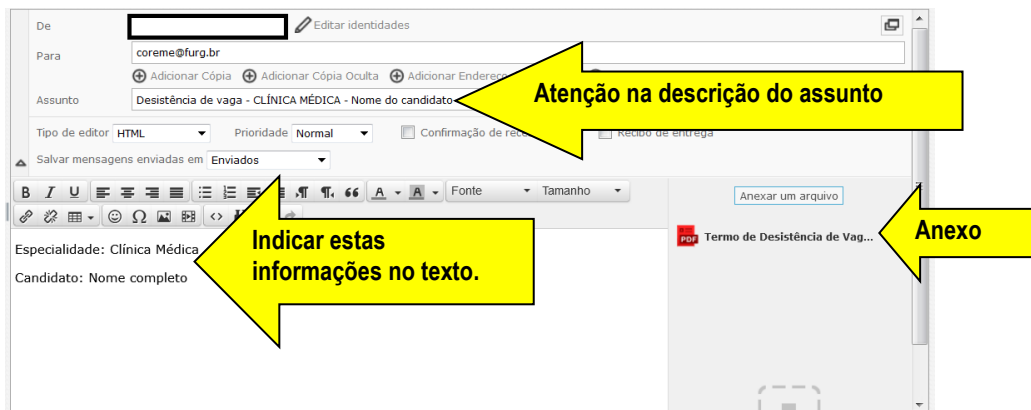 De
Editar identidades
Para
coreme@furg.br
Adicionar Cópia Adicionar Cópia Oculta Adicionar
Assunto
Desistência de vaga - CLÍNICA MÉDICA - Nome do candidato
Atenção na descrição do assunto
Tipo de editor HTML Prioridade Normal Confirmação de Recibo de entrega
Salvar mensagens enviadas em Enviados
B I U A A Fonte Tamanho
Anexar um arquivo
Especialidade: Clínica Médica
Candidato: Nome completo
Indicar estas
informações no texto.
PDF Termo de Desistência de Vag...
Anexo